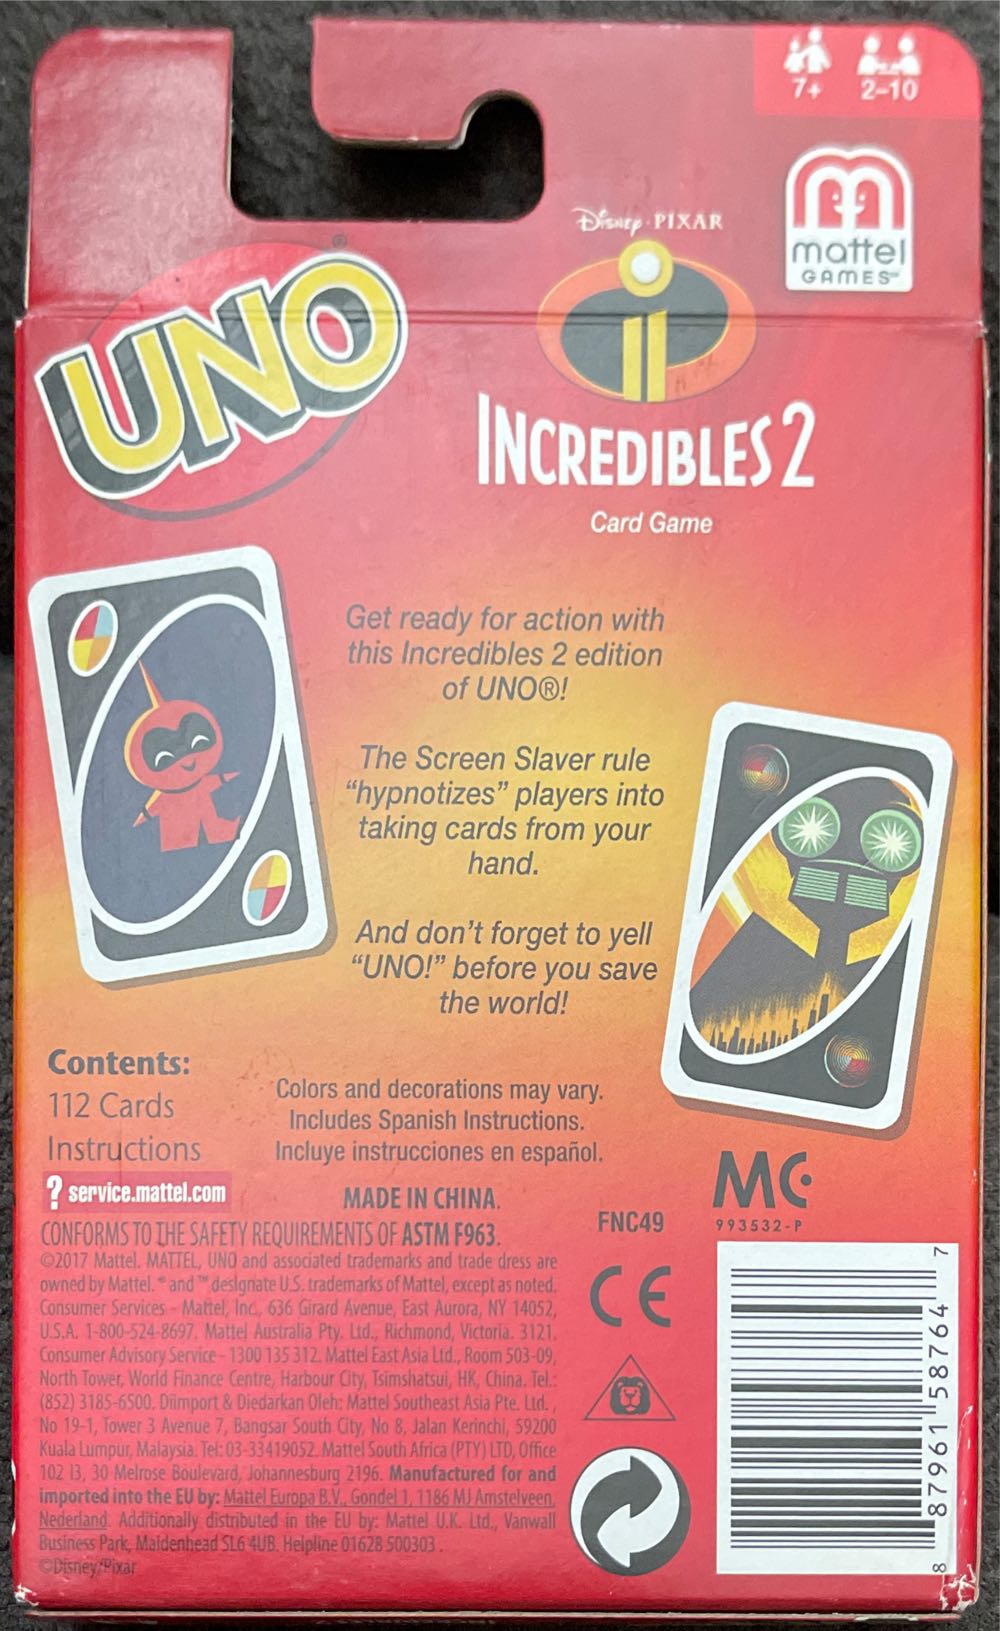 7+ 2-10
mattel
GAMES™
Disney · PIXAR
UNO®
INCREDIBLES 2
Card Game
Get ready for action with
this Incredibles 2 edition
of UNO®!
The Screen Slaver rule
“hypnotizes” players into
taking cards from your
hand.
And don’t forget to yell
“UNO!” before you save
the world!
Contents:
112 Cards
Instructions
Colors and decorations may vary.
Includes Spanish Instructions.
Incluye instrucciones en español.
? service.mattel.com
MADE IN CHINA.
CONFORMS TO THE SAFETY REQUIREMENTS OF ASTM F963.
©2017 Mattel. MATTEL, UNO and associated trademarks and trade dress are
owned by Mattel. ® and ™ designate U.S. trademarks of Mattel, except as noted.
Consumer Services - Mattel, Inc., 636 Girard Avenue, East Aurora, NY 14052,
U.S.A. 1-800-524-8697. Mattel Australia Pty. Ltd., Richmond, Victoria. 3121.
Consumer Advisory Service - 1300 135 312. Mattel East Asia Ltd., Room 503-09,
North Tower, World Finance Centre, Harbour City, Tsimshatsui, HK, China. Tel.:
(852) 3185-6500. Diimport & Diedarkan Oleh: Mattel Southeast Asia Pte. Ltd. ,
No 19-1, Tower 3 Avenue 7, Bangsar South City, No 8, Jalan Kerinchi, 59200
Kuala Lumpur, Malaysia. Tel: 03-33419052. Mattel South Africa (PTY) LTD, Office
102 I3, 30 Melrose Boulevard, Johannesburg 2196. Manufactured for and
imported into the EU by: Mattel Europa B.V., Gondel 1, 1186 MJ Amstelveen,
Nederland. Additionally distributed in the EU by: Mattel U.K. Ltd., Vanwall
Business Park, Maidenhead SL6 4UB. Helpline 01628 500303 .
©Disney/Pixar
FNC49
CE
MC
993532-P
8 87961 58764 7